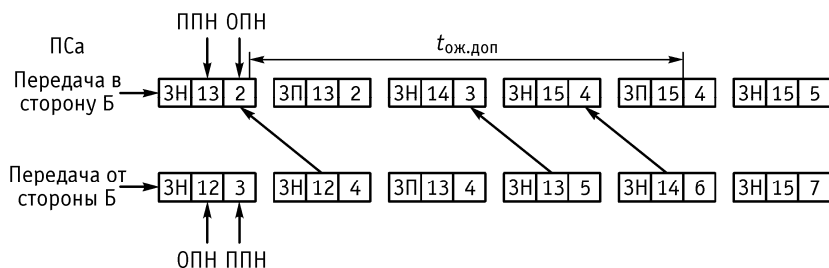 ППН ОПН
ПСа
tож.доп
Передача в
сторону Б
ЗН 13 2 ЗП 13 2 ЗН 14 3 ЗН 15 4 ЗП 15 4 ЗН 15 5
Передача от
стороны Б
ЗН 12 3 ЗН 12 4 ЗП 13 4 ЗН 13 5 ЗН 14 6 ЗН 15 7
ОПН ППН